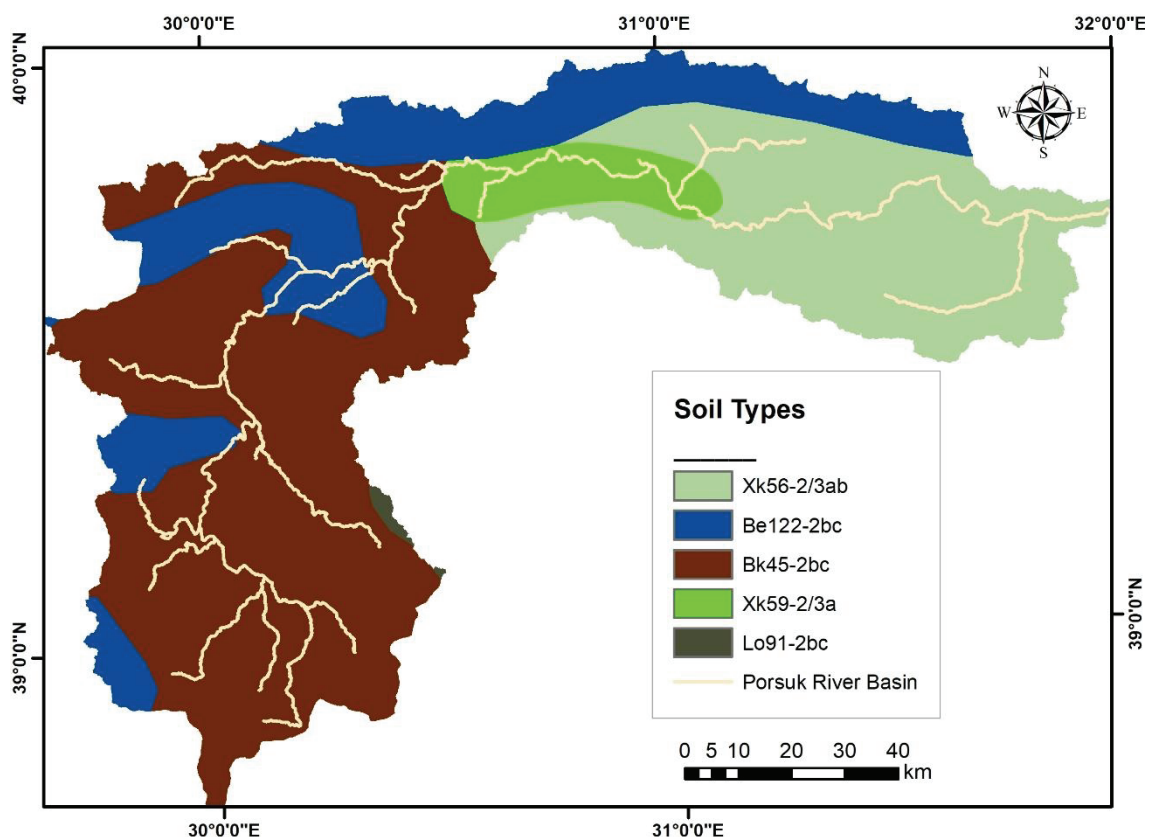 30°0'0"E
31°0'0"E
32°0'0"E
40°0'0"N
N
W
E
S
Soil Types
Xk56-2/3ab
Be122-2bc
Bk45-2bc
Xk59-2/3a
Lo91-2bc
Porsuk River Basin
39°0'0"N
39°0'0"N
0 5 10 20 30 40
km
30°0'0"E
31°0'0"E